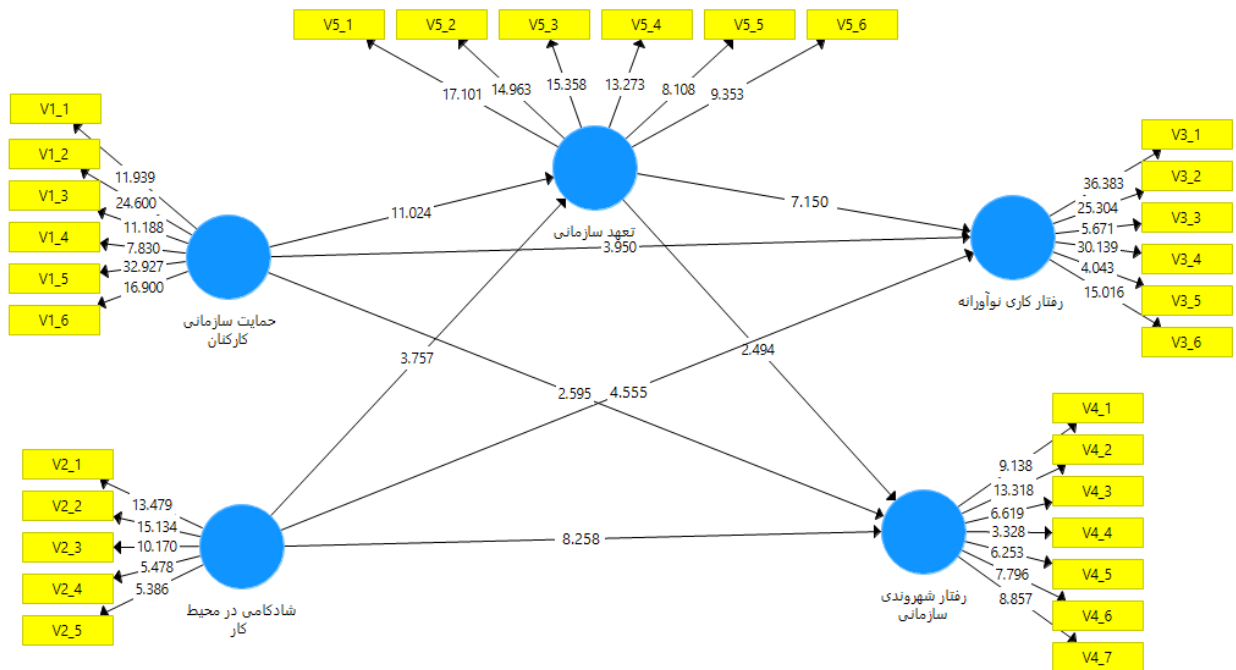 V5_1
V5_2
V5_3
V5_4
V5_5
V5_6
17.101
14.963
15.358
13.273
8.108
9.353
تعهد سازمانی
V1_1
V1_2
V1_3
V1_4
V1_5
V1_6
11.939
24.600
11.188
7.830
32.927
16.900
حمایت سازمانی
کارکنان
11.024
7.150
3.950
3.757
2.494
2.595
4.555
8.258
V3_1
V3_2
V3_3
V3_4
V3_5
V3_6
36.383
25.304
5.671
30.139
4.043
15.016
رفتار کاری نوآورانه
V2_1
V2_2
V2_3
V2_4
V2_5
13.479
15.134
10.170
5.478
5.386
شادکامی در محیط
کار
V4_1
V4_2
V4_3
V4_4
V4_5
V4_6
V4_7
9.138
13.318
6.619
3.328
6.253
7.796
8.857
رفتار شهروندی
سازمانی